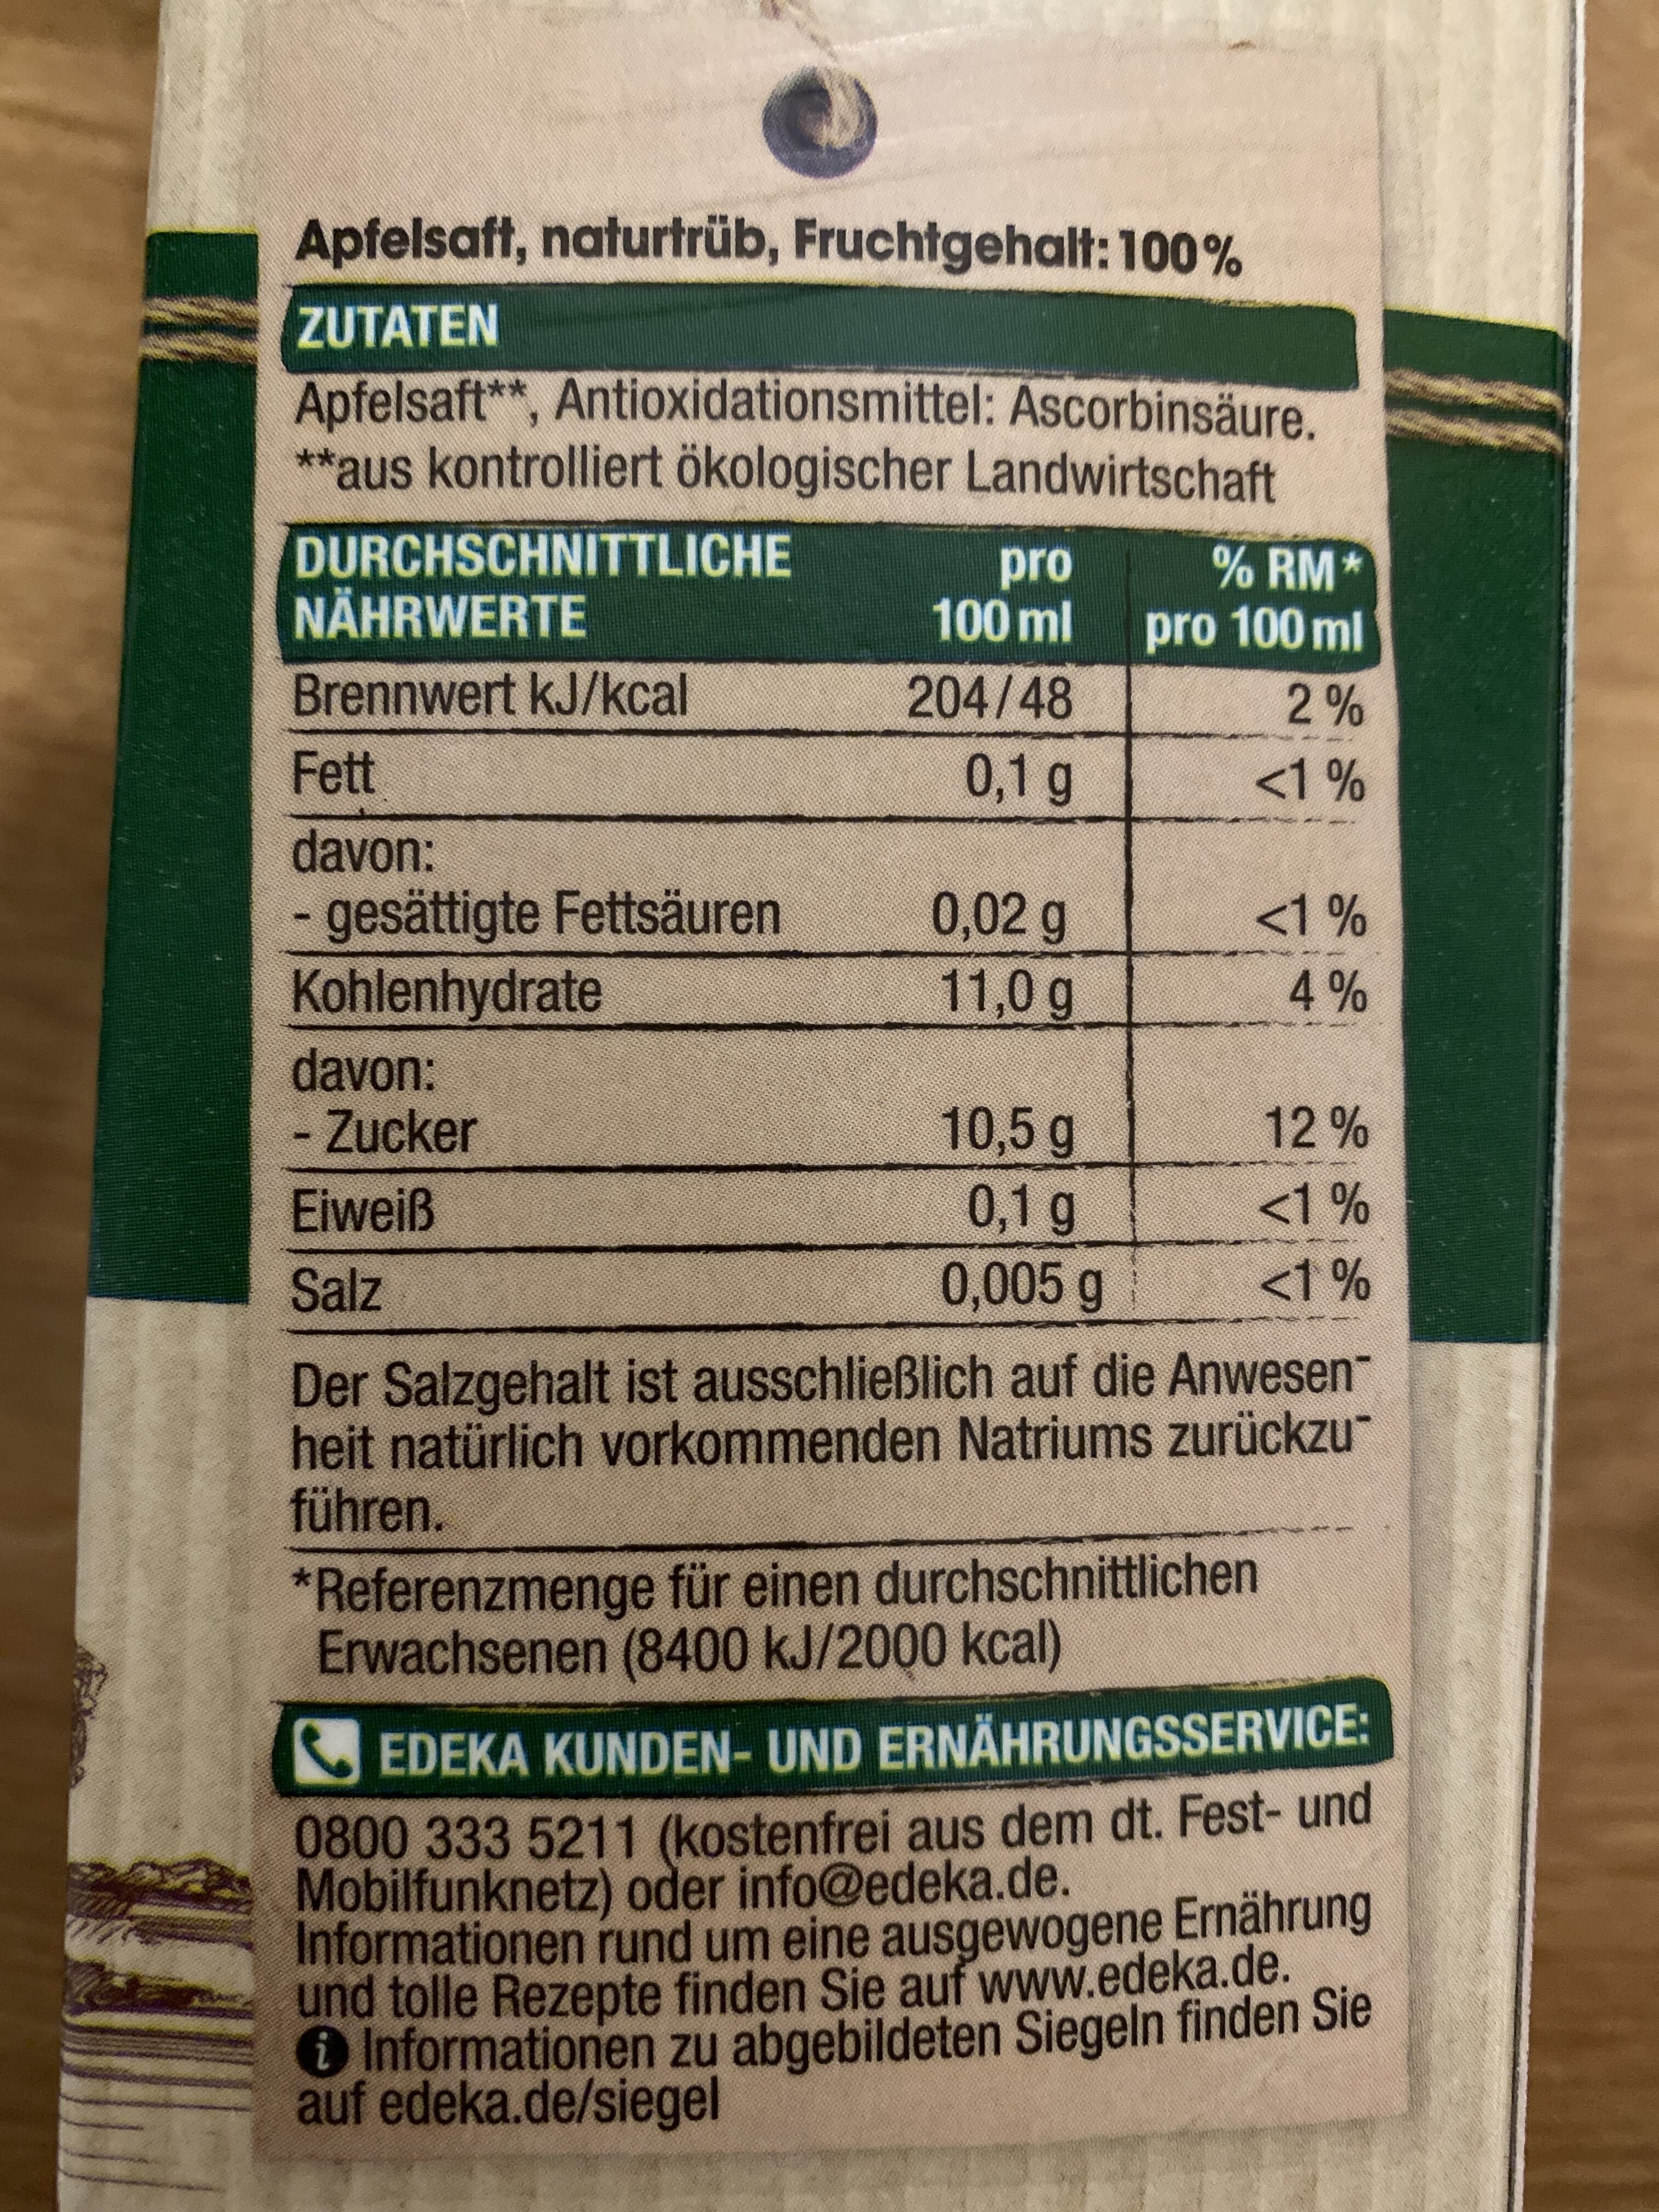 Apfelsaft, naturtrüb, Fruchtgehalt: 100%
ZUTATEN
Apfelsaft**, Antioxidationsmittel: Ascorbinsäure.
**aus kontrolliert ökologischer Landwirtschaft
DURCHSCHNITTLICHE pro % RM*
NÄHRWERTE 100 ml pro 100 ml
Brennwert kJ/kcal 204/48 2 %
Fett 0,1 g <1 %
davon:
- gesättigte Fettsäuren 0,02 g <1 %
Kohlenhydrate 11,0 g 4 %
davon:
- Zucker 10,5 g 12 %
Eiweiß 0,1 g <1 %
Salz 0,005 g <1 %
Der Salzgehalt ist ausschließlich auf die Anwesen-
heit natürlich vorkommenden Natriums zurückzu-
führen.
*Referenzmenge für einen durchschnittlichen
Erwachsenen (8400 kJ/2000 kcal)
EDEKA KUNDEN- UND ERNÄHRUNGSSERVICE:
0800 333 5211 (kostenfrei aus dem dt. Fest- und
Mobilfunknetz) oder info@edeka.de.
Informationen rund um eine ausgewogene Ernährung
und tolle Rezepte finden Sie auf www.edeka.de.
i Informationen zu abgebildeten Siegeln finden Sie
auf edeka.de/siegel